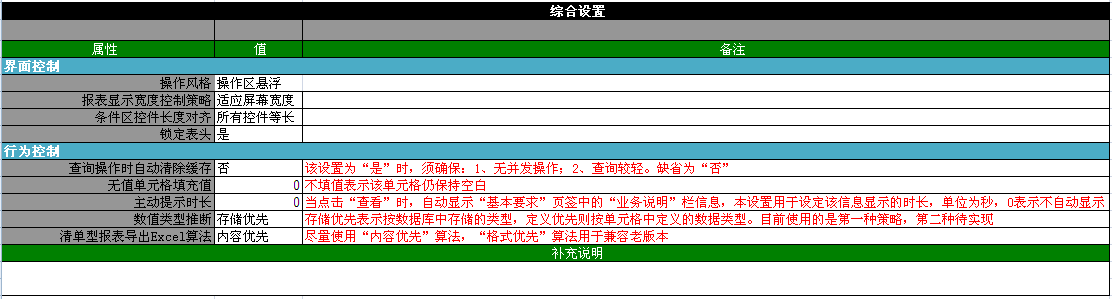 综合设置
属性 值 备注
界面控制
操作风格 操作区悬浮
报表显示宽度控制策略 适应屏幕宽度
条件区控件长度对齐 所有控件等长
锁定表头 是
行为控制
查询操作时自动清除缓存 否 该设置为“是”时，须确保：1、无并发操作；2、查询较轻。缺省为“否”
无值单元格填充值 0 不填值表示该单元格仍保持空白
主动提示时长 0 当点击“查看”时，自动显示“基本要求”页签中的“业务说明”栏信息，本设置用于设定该信息显示的时长，单位为秒，0表示不自动显示
数值类型推断 存储优先 存储优先表示按数据库中存储的类型，定义优先则按单元格中定义的数据类型。目前使用的是第一种策略，第二种待实现
清单型报表导出Excel算法 内容优先 尽量使用“内容优先”算法，“格式优先”算法用于兼容老版本
补充说明